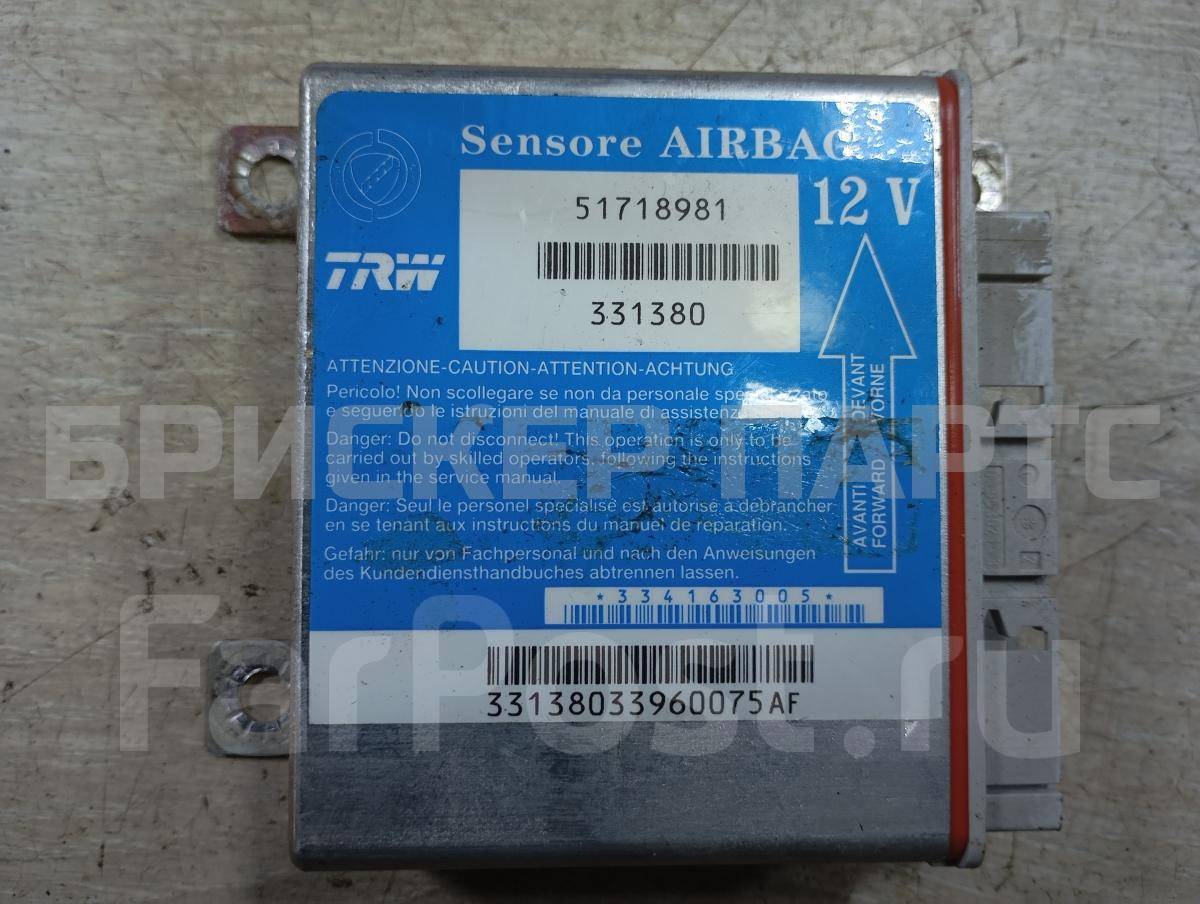 Sensore AIRBAG
51718981
12 V
TRW
331380
ATTENZIONE-CAUTION-ATTENTION-ACHTUNG
Pericolo! Non scollegare se non da personale specializzato
e seguendo le istruzioni del manuale di assistenza.
Danger: Do not disconnect! This operation is only to be
carried out by skilled operators, following the instructions
given in the service manual.
Danger: Seul le personel specialise est autorise a debrancher
en se tenant aux instructions du manuel de reparation.
Gefahr: nur von Fachpersonal und nach den Anweisungen
des Kundendiensthandbuches abtrennen lassen.
AVANTI DEVANT
FORWARD VORNE
*334163005*
33138033960075AF
БРИСКЕР ПАРТС
FarPost.ru